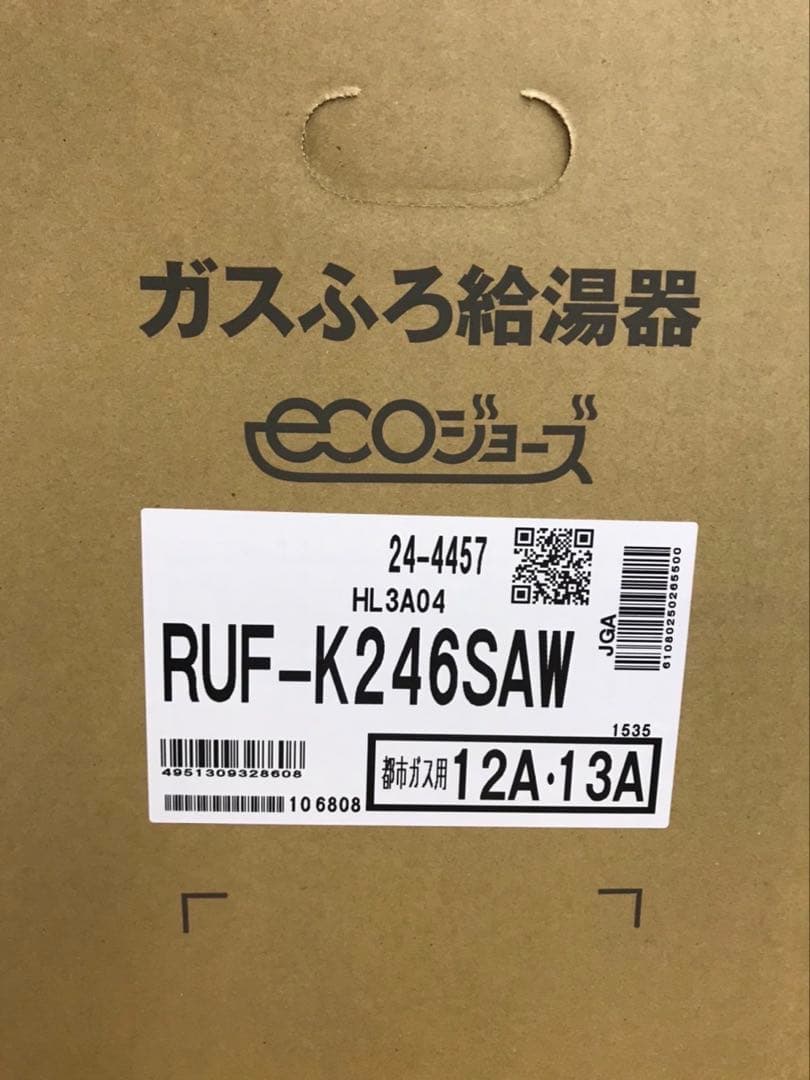 ガスふろ給湯器
ecoジョーズ
24-4457
HL3A04
RUF-K246SAW
JGA
610800250265500
1535
4951309328608
都市ガス用 12A・13A
106808